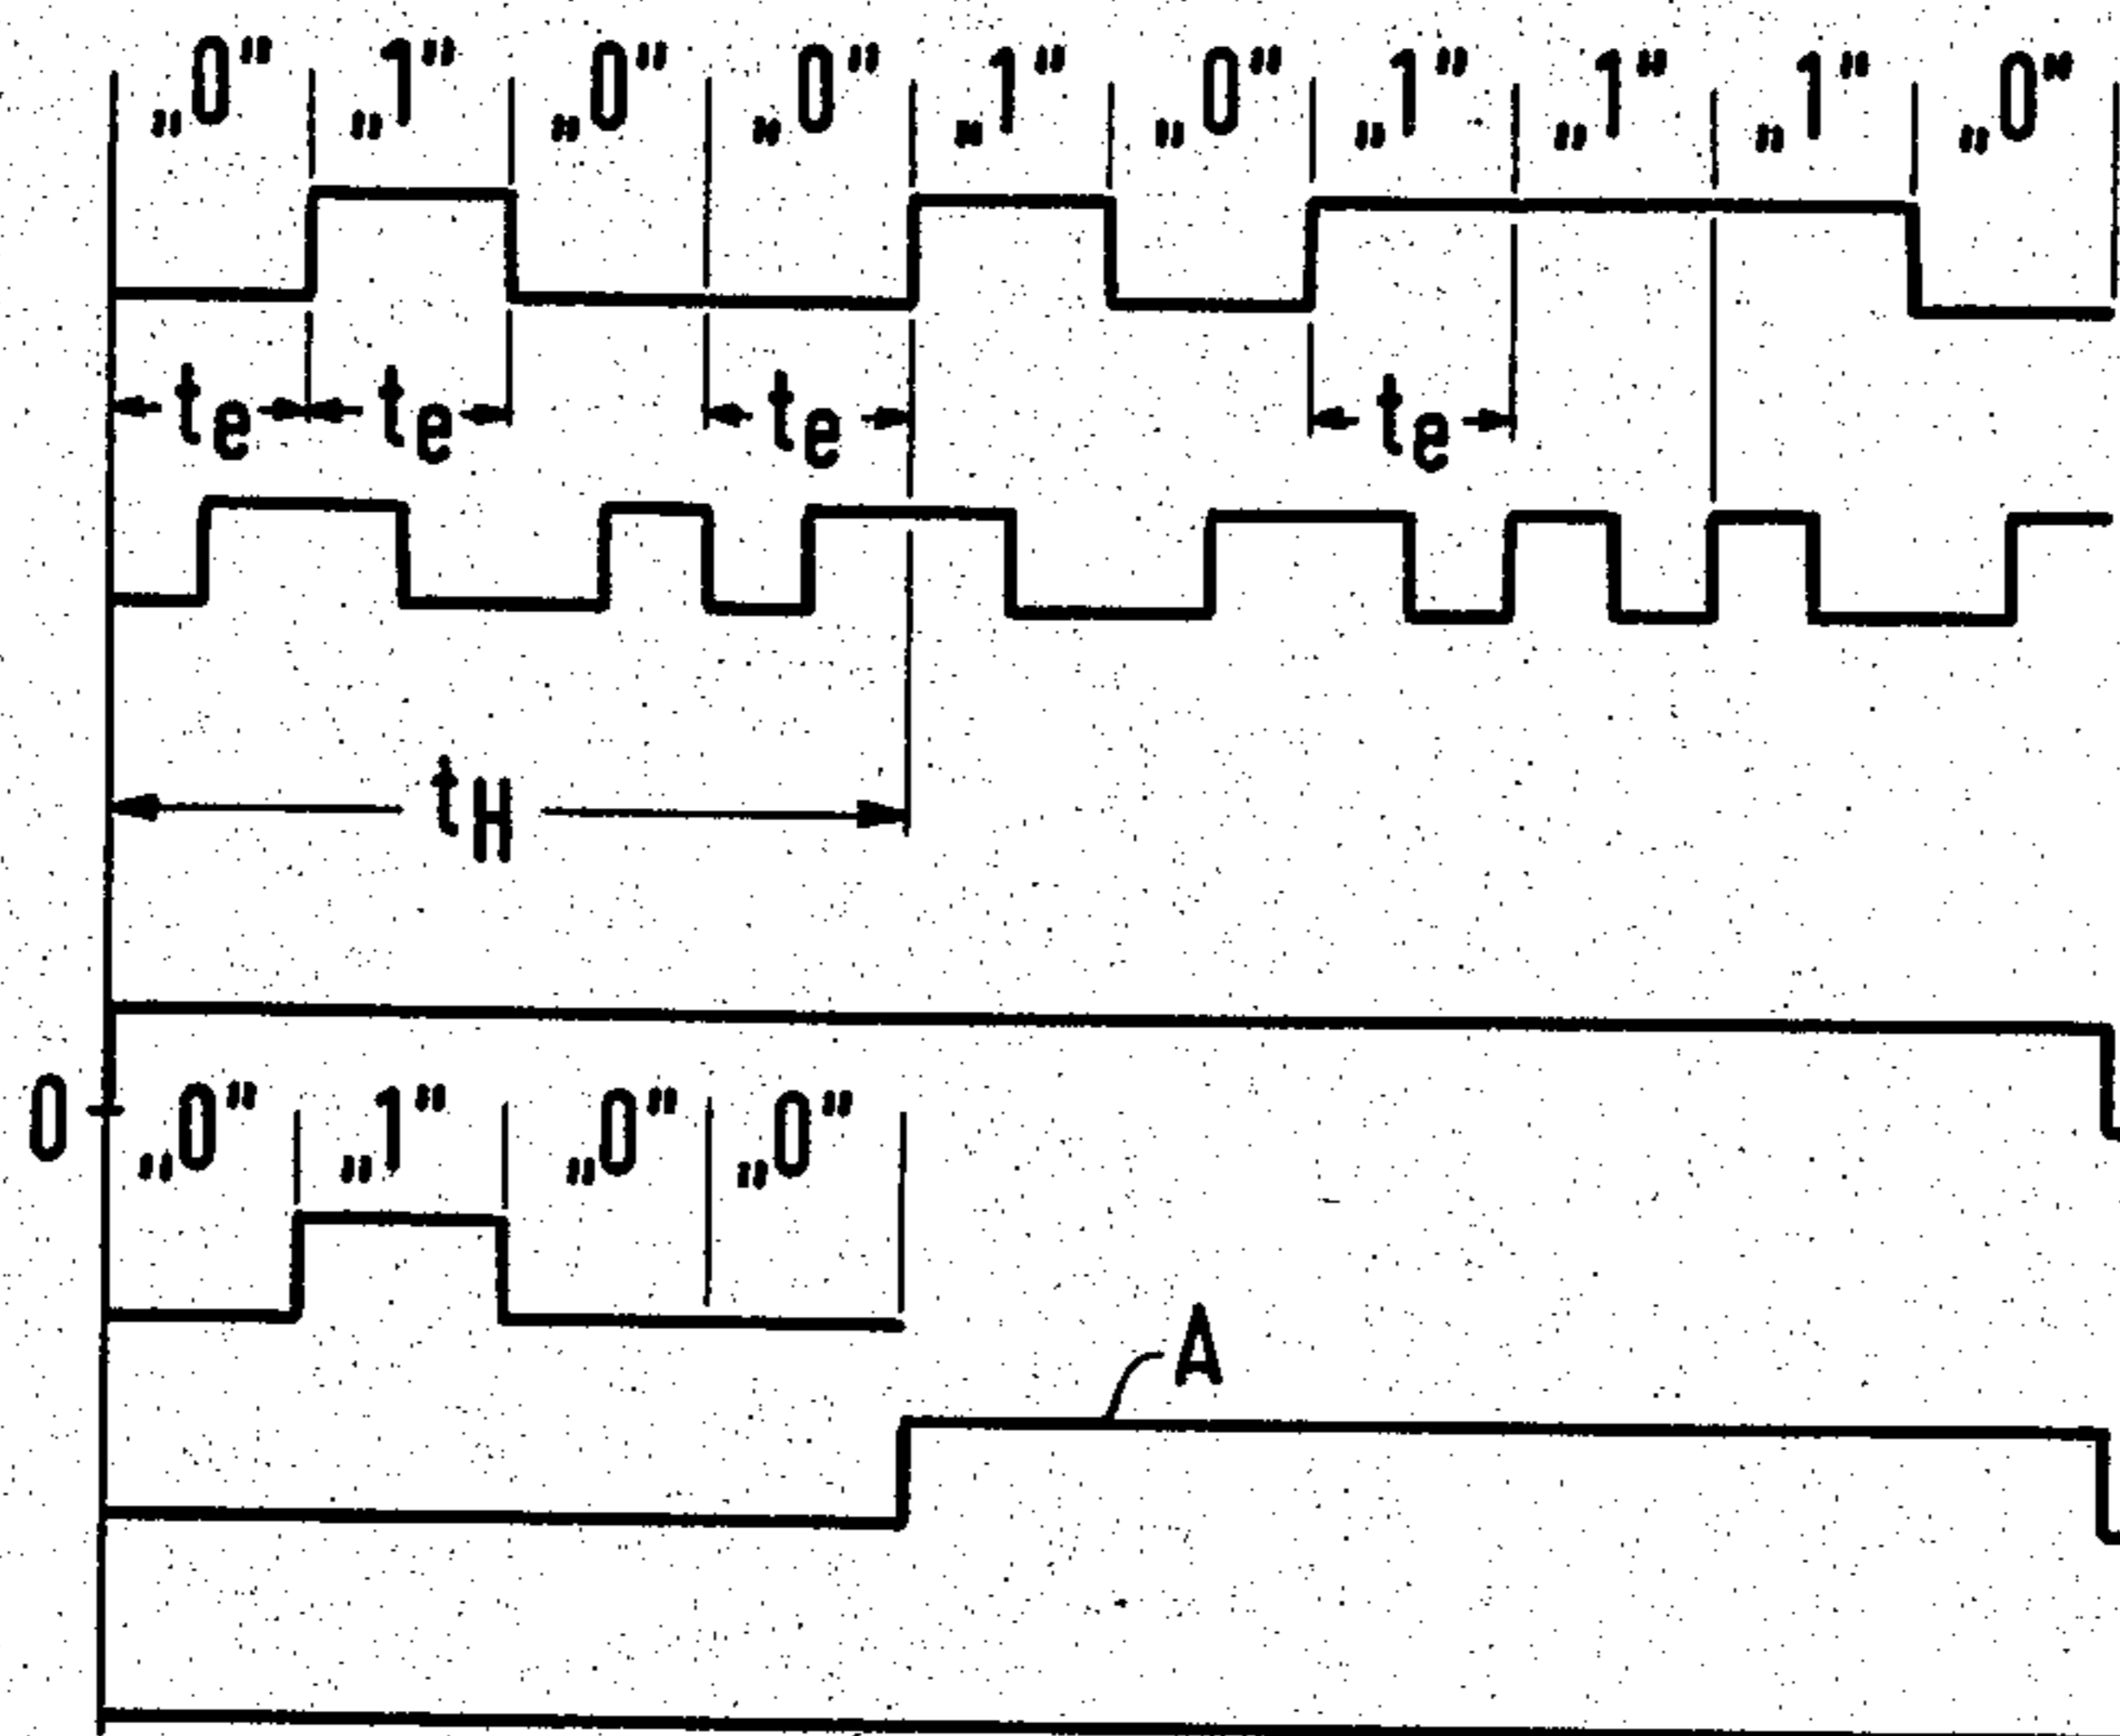 „0” „1” „0” „0” „1” „0” „1” „1” „1” „0”
te te te te
tH
0 „0” „1” „0” „0”
A